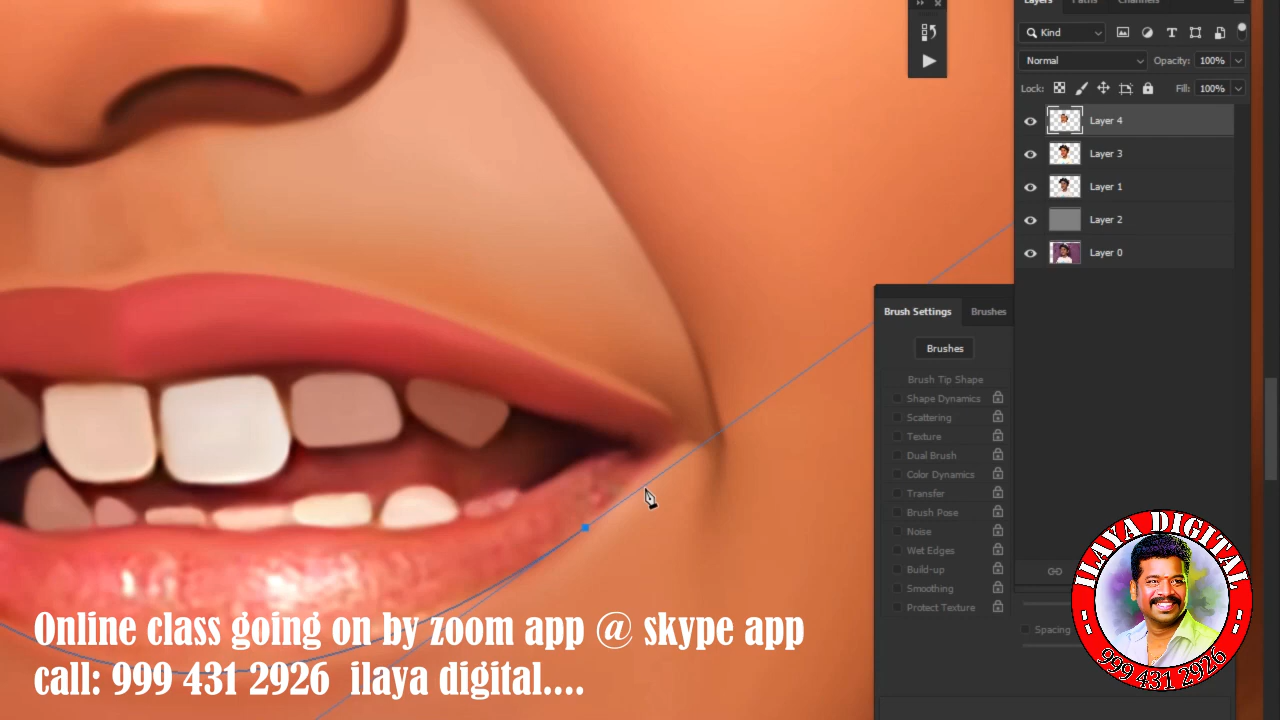 Layers Paths Channels
Kind
Normal Opacity: 100%
Lock: Fill: 100%
Layer 4
Layer 3
Layer 1
Layer 2
Layer 0
Brush Settings Brushes
Brushes
Brush Tip Shape
Shape Dynamics
Scattering
Texture
Dual Brush
Color Dynamics
Transfer
Brush Pose
Noise
Wet Edges
Build-up
Smoothing
Protect Texture
Spacing
ILAYA DIGITAL
999 431 2926
Online class going on by zoom app @ skype app
call: 999 431 2926 ilaya digital....